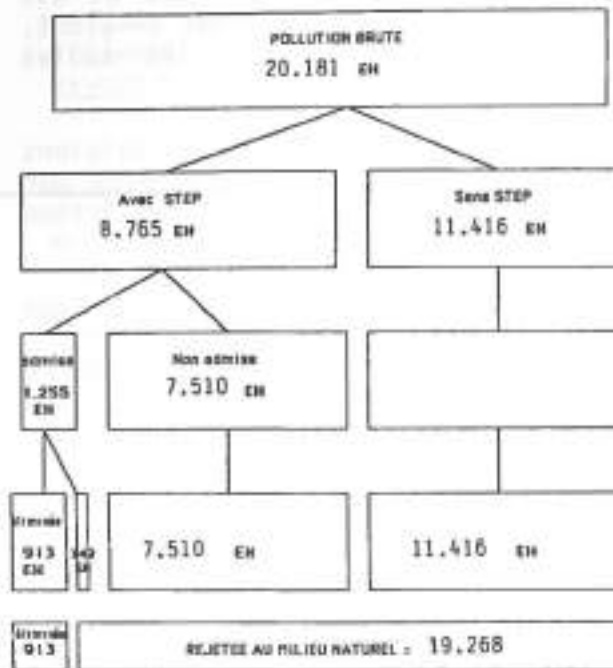 POLLUTION BRUTE
20.181 EH
Avec STEP
8.765 EH
Sans STEP
11.416 EH
admise
1.255
EH
Non admise
7.510 EH
éliminée
913
EH
7.510 EH
11.416 EH
éliminée
913
REJETEE AU MILIEU NATUREL = 19.268